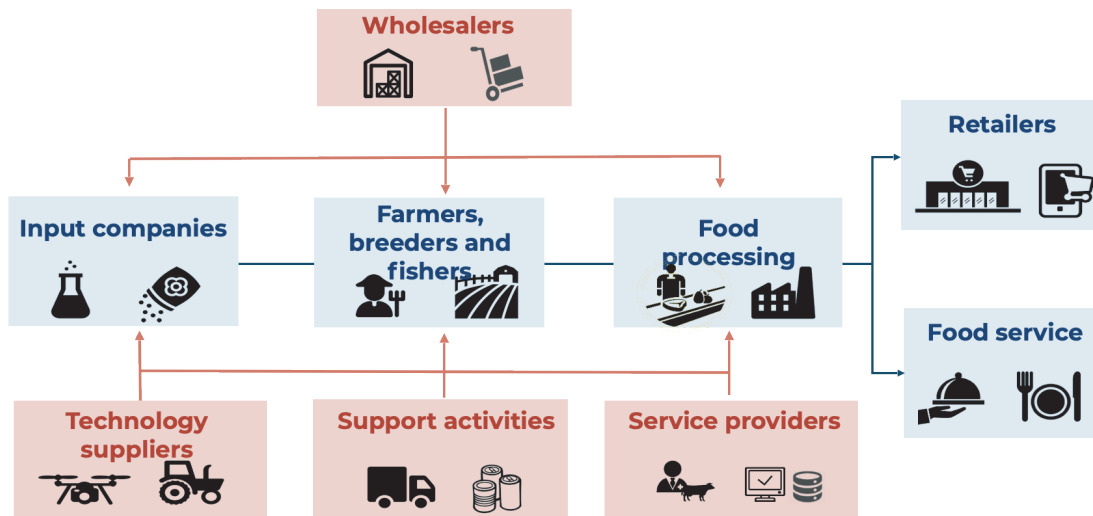 Wholesalers
Retailers
Input companies
Farmers,
breeders and
fishers
Food
processing
Food service
Technology
suppliers
Support activities
Service providers